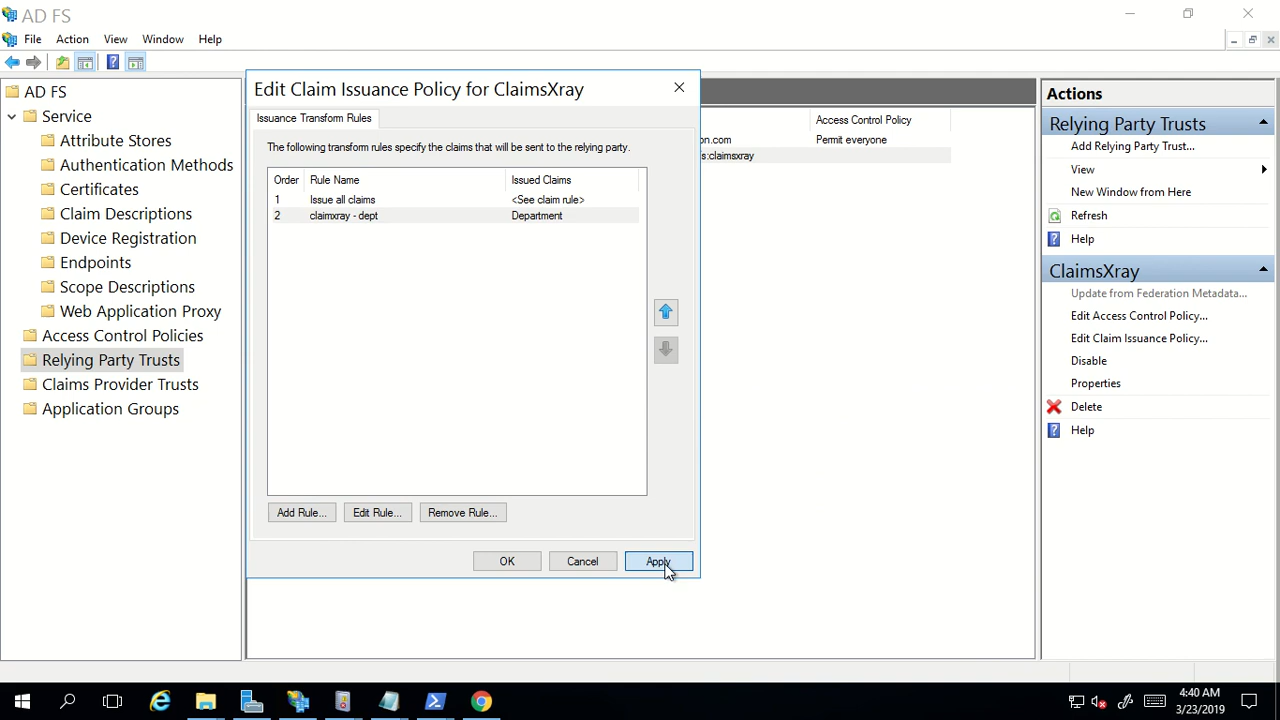 AD FS
File Action View Window Help
AD FS
Service
Attribute Stores
Authentication Methods
Certificates
Claim Descriptions
Device Registration
Endpoints
Scope Descriptions
Web Application Proxy
Access Control Policies
Relying Party Trusts
Claims Provider Trusts
Application Groups
Edit Claim Issuance Policy for ClaimsXray
Issuance Transform Rules
The following transform rules specify the claims that will be sent to the relying party.
Order Rule Name Issued Claims
1 Issue all claims <See claim rule>
2 claimxray - dept Department
Add Rule... Edit Rule... Remove Rule...
OK Cancel Apply
Access Control Policy
on.com Permit everyone
s:claimsxray
Actions
Relying Party Trusts
Add Relying Party Trust...
View
New Window from Here
Refresh
Help
ClaimsXray
Update from Federation Metadata...
Edit Access Control Policy...
Edit Claim Issuance Policy...
Disable
Properties
Delete
Help
4:40 AM
3/23/2019